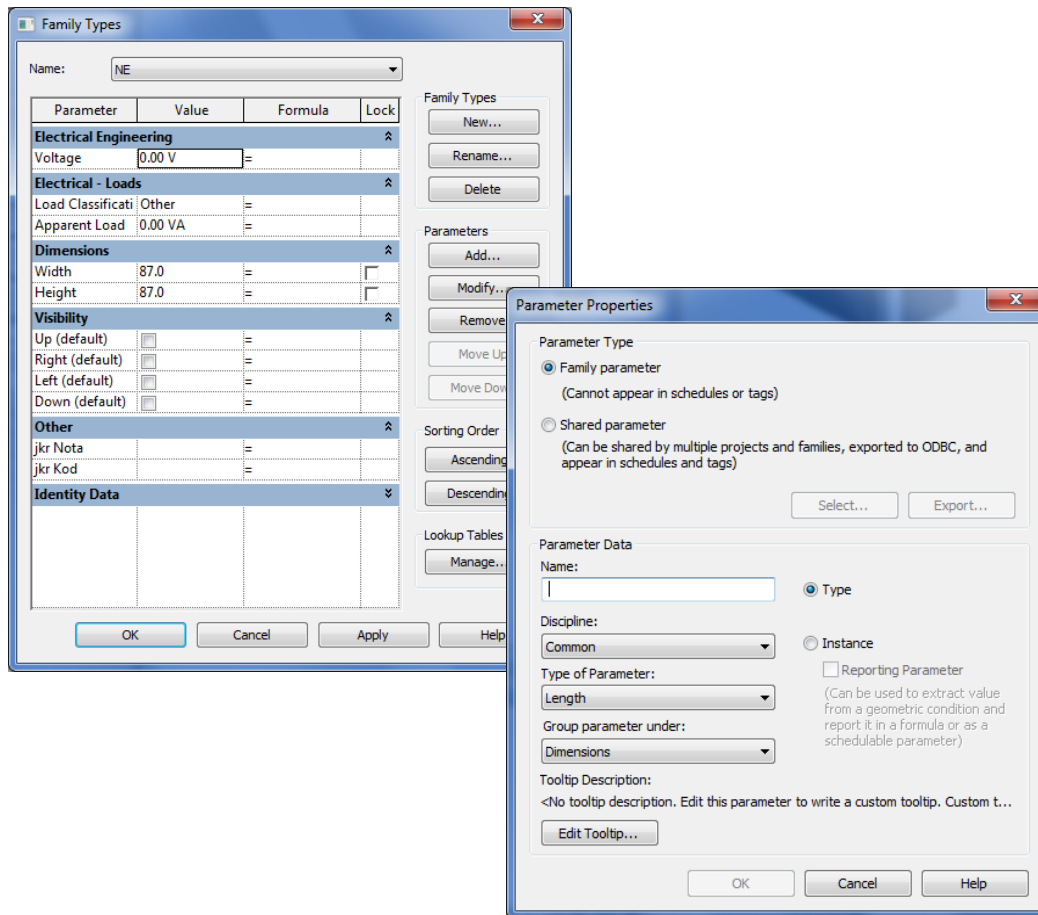 Family Types
Name:
NE
Parameter Value Formula Lock
Electrical Engineering
Voltage 0.00 V =
Electrical - Loads
Load Classificati Other =
Apparent Load 0.00 VA =
Dimensions
Width 87.0 =
Height 87.0 =
Visibility
Up (default) =
Right (default) =
Left (default) =
Down (default) =
Other
jkr Nota =
jkr Kod =
Identity Data
Family Types
New...
Rename...
Delete
Parameters
Add...
Modify...
Remove
Move Up
Move Dow
Sorting Order
Ascending
Descending
Lookup Tables
Manage...
OK Cancel Apply Help
Parameter Properties
Parameter Type
Family parameter
(Cannot appear in schedules or tags)
Shared parameter
(Can be shared by multiple projects and families, exported to ODBC, and
appear in schedules and tags)
Select... Export...
Parameter Data
Name:
Type
Discipline:
Common
Instance
Reporting Parameter
(Can be used to extract value
from a geometric condition and
report it in a formula or as a
schedulable parameter)
Type of Parameter:
Length
Group parameter under:
Dimensions
Tooltip Description:
<No tooltip description. Edit this parameter to write a custom tooltip. Custom t...
Edit Tooltip...
OK Cancel Help